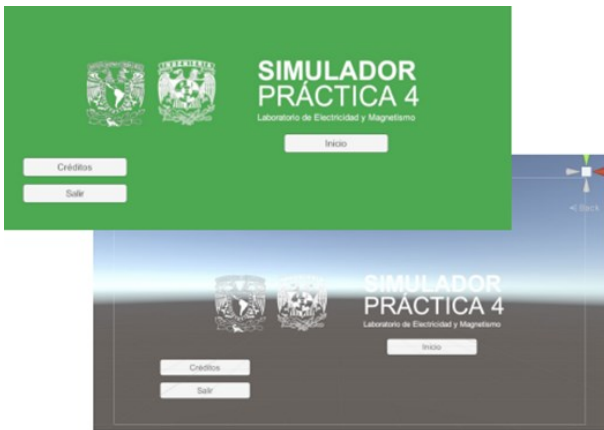 SIMULADOR
PRÁCTICA 4
Laboratorio de Electricidad y Magnetismo
Inicio
Créditos
Salir
Back
SIMULADOR
PRÁCTICA 4
Laboratorio de Electricidad y Magnetismo
Inicio
Créditos
Salir